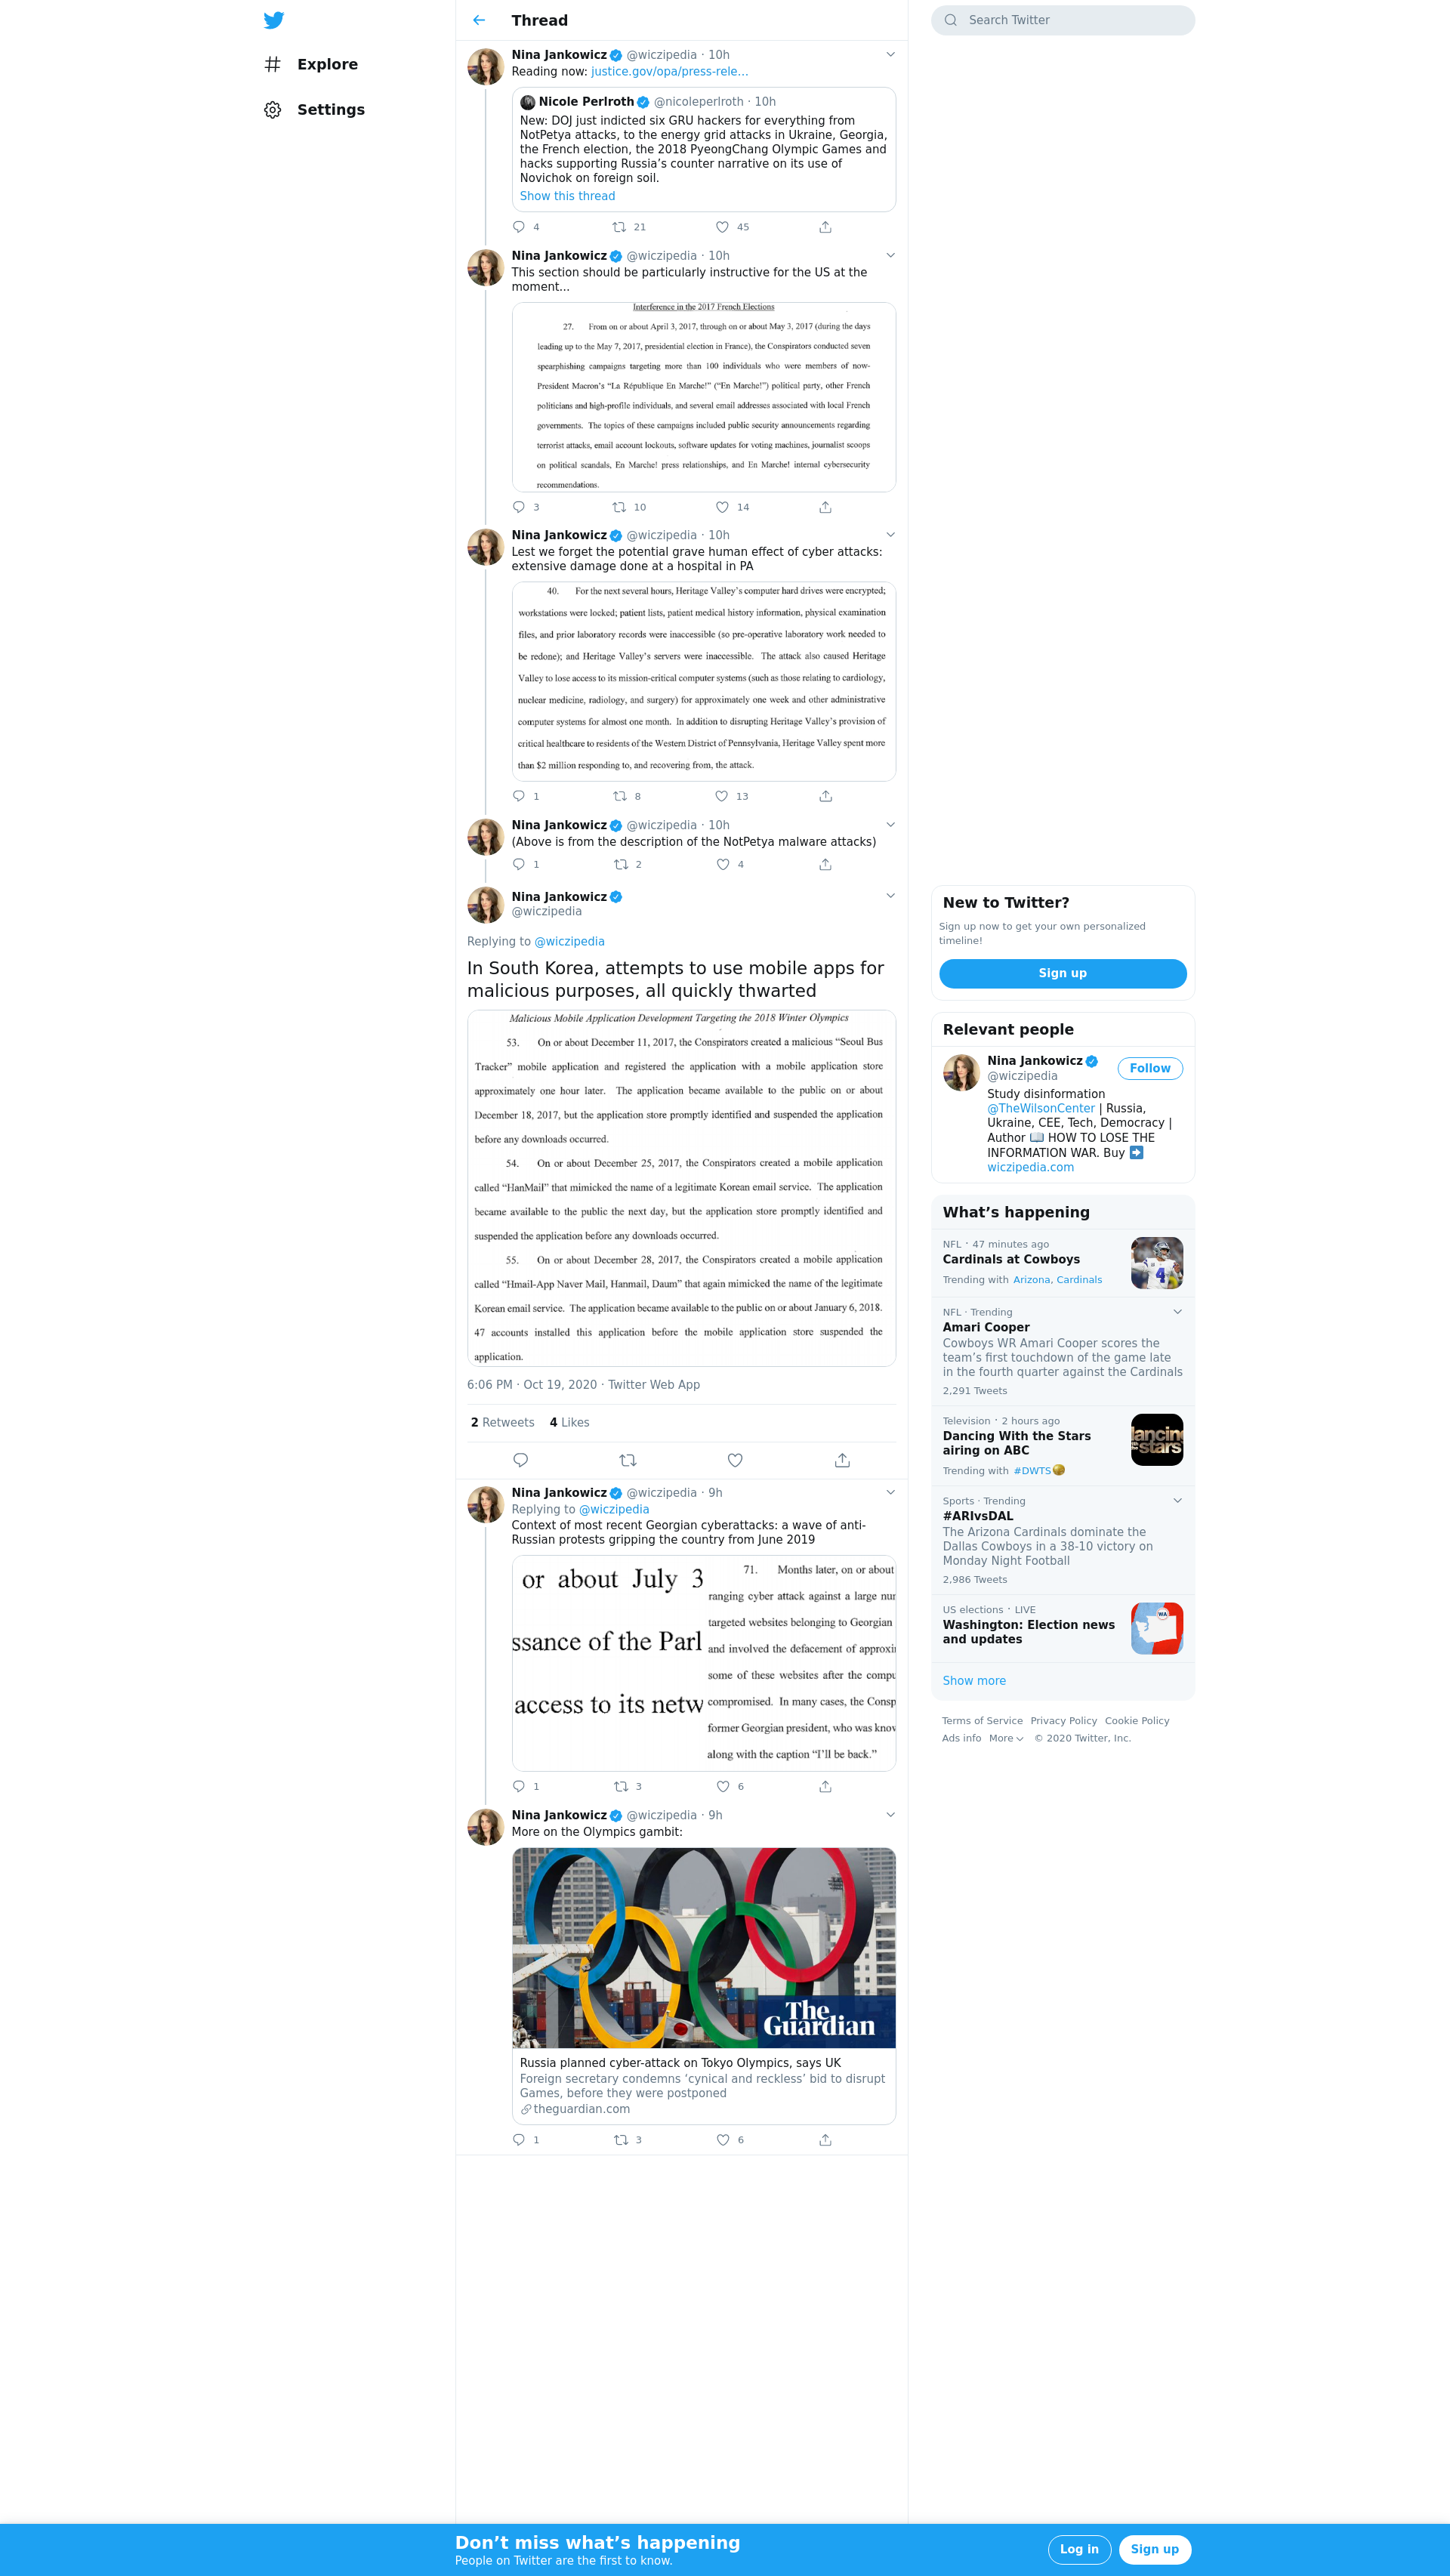 Explore
Settings
Thread
Nina Jankowicz @wiczipedia · 10h
Reading now: justice.gov/opa/press-rele…
Nicole Perlroth @nicoleperlroth · 10h
New: DOJ just indicted six GRU hackers for everything from
NotPetya attacks, to the energy grid attacks in Ukraine, Georgia,
the French election, the 2018 PyeongChang Olympic Games and
hacks supporting Russia’s counter narrative on its use of
Novichok on foreign soil.
Show this thread
4 21 45
Nina Jankowicz @wiczipedia · 10h
This section should be particularly instructive for the US at the
moment...
Interference in the 2017 French Elections
27. From on or about April 3, 2017, through on or about May 3, 2017 (during the days
leading up to the May 7, 2017, presidential election in France), the Conspirators conducted seven
spearphishing campaigns targeting more than 100 individuals who were members of now-
President Macron’s “La République En Marche!” (“En Marche!”) political party, other French
politicians and high-profile individuals, and several email addresses associated with local French
governments. The topics of these campaigns included public security announcements regarding
terrorist attacks, email account lockouts, software updates for voting machines, journalist scoops
on political scandals, En Marche! press relationships, and En Marche! internal cybersecurity
recommendations.
3 10 14
Nina Jankowicz @wiczipedia · 10h
Lest we forget the potential grave human effect of cyber attacks:
extensive damage done at a hospital in PA
40. For the next several hours, Heritage Valley’s computer hard drives were encrypted;
workstations were locked; patient lists, patient medical history information, physical examination
files, and prior laboratory records were inaccessible (so pre-operative laboratory work needed to
be redone); and Heritage Valley’s servers were inaccessible. The attack also caused Heritage
Valley to lose access to its mission-critical computer systems (such as those relating to cardiology,
nuclear medicine, radiology, and surgery) for approximately one week and other administrative
computer systems for almost one month. In addition to disrupting Heritage Valley’s provision of
critical healthcare to residents of the Western District of Pennsylvania, Heritage Valley spent more
than $2 million responding to, and recovering from, the attack.
1 8 13
Nina Jankowicz @wiczipedia · 10h
(Above is from the description of the NotPetya malware attacks)
1 2 4
Nina Jankowicz
@wiczipedia
Replying to @wiczipedia
In South Korea, attempts to use mobile apps for
malicious purposes, all quickly thwarted
Malicious Mobile Application Development Targeting the 2018 Winter Olympics
53. On or about December 11, 2017, the Conspirators created a malicious “Seoul Bus
Tracker” mobile application and registered the application with a mobile application store
approximately one hour later. The application became available to the public on or about
December 18, 2017, but the application store promptly identified and suspended the application
before any downloads occurred.
54. On or about December 25, 2017, the Conspirators created a mobile application
called “HanMail” that mimicked the name of a legitimate Korean email service. The application
became available to the public the next day, but the application store promptly identified and
suspended the application before any downloads occurred.
55. On or about December 28, 2017, the Conspirators created a mobile application
called “Hmail-App Naver Mail, Hanmail, Daum” that again mimicked the name of the legitimate
Korean email service. The application became available to the public on or about January 6, 2018.
47 accounts installed this application before the mobile application store suspended the
application.
6:06 PM · Oct 19, 2020 · Twitter Web App
2 Retweets 4 Likes
Nina Jankowicz @wiczipedia · 9h
Replying to @wiczipedia
Context of most recent Georgian cyberattacks: a wave of anti-
Russian protests gripping the country from June 2019
or about July 3
ssance of the Parl
access to its netw
71. Months later, on or about
ranging cyber attack against a large nu
targeted websites belonging to Georgian
and involved the defacement of approxi
some of these websites after the compu
compromised. In many cases, the Consp
former Georgian president, who was know
along with the caption “I’ll be back.”
1 3 6
Nina Jankowicz @wiczipedia · 9h
More on the Olympics gambit:
The
Guardian
Russia planned cyber-attack on Tokyo Olympics, says UK
Foreign secretary condemns ‘cynical and reckless’ bid to disrupt
Games, before they were postponed
theguardian.com
1 3 6
Search Twitter
New to Twitter?
Sign up now to get your own personalized
timeline!
Sign up
Relevant people
Nina Jankowicz
@wiczipedia
Follow
Study disinformation
@TheWilsonCenter | Russia,
Ukraine, CEE, Tech, Democracy |
Author 📖 HOW TO LOSE THE
INFORMATION WAR. Buy ➡️
wiczipedia.com
What’s happening
NFL · 47 minutes ago
Cardinals at Cowboys
Trending with Arizona, Cardinals
4
NFL · Trending
Amari Cooper
Cowboys WR Amari Cooper scores the
team’s first touchdown of the game late
in the fourth quarter against the Cardinals
2,291 Tweets
Television · 2 hours ago
Dancing With the Stars
airing on ABC
Trending with #DWTS
#ARIvsDAL
Sports · Trending
The Arizona Cardinals dominate the
Dallas Cowboys in a 38-10 victory on
Monday Night Football
2,986 Tweets
US elections · LIVE
Washington: Election news
and updates
WA
Show more
Terms of Service Privacy Policy Cookie Policy
Ads info More © 2020 Twitter, Inc.
Don’t miss what’s happening
People on Twitter are the first to know.
Log in
Sign up